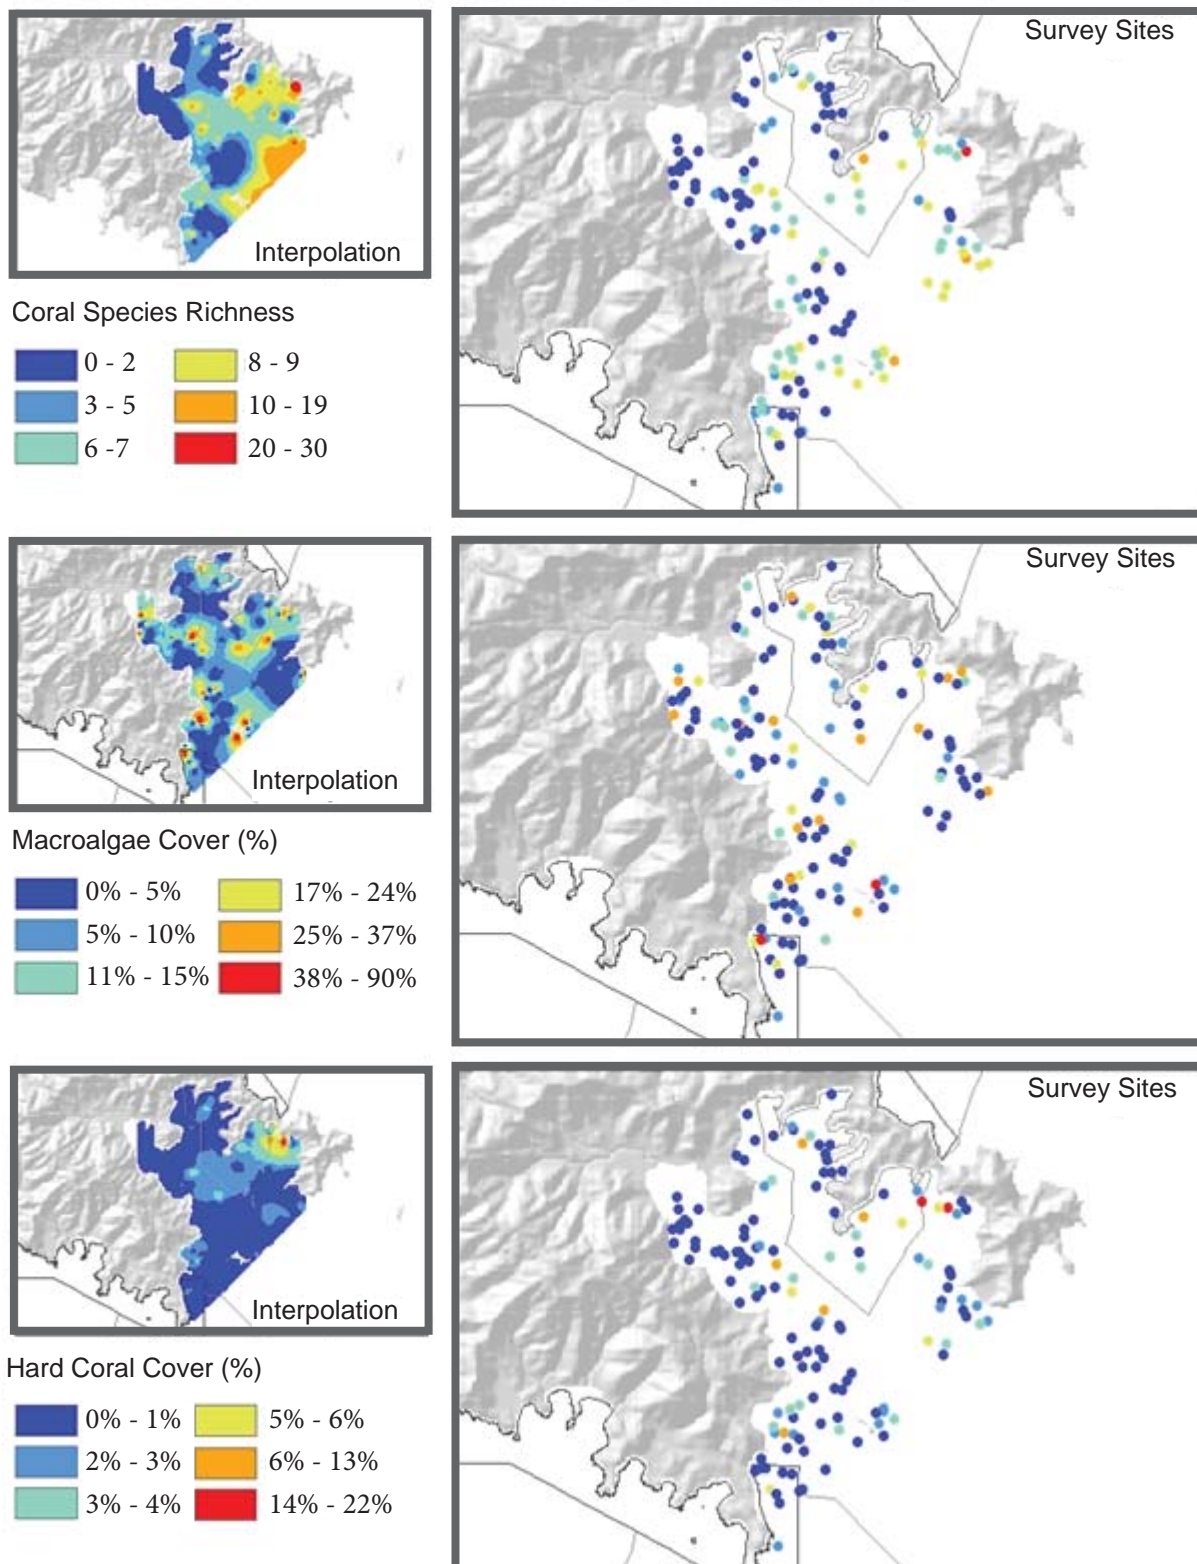 Survey Sites
Interpolation
Coral Species Richness
0 - 2
8 - 9
3 - 5
10 - 19
6 -7
20 - 30
Survey Sites
Interpolation
Macroalgae Cover (%)
0% - 5%
17% - 24%
5% - 10%
25% - 37%
11% - 15%
38% - 90%
Survey Sites
Interpolation
Hard Coral Cover (%)
0% - 1%
5% - 6%
2% - 3%
6% - 13%
3% - 4%
14% - 22%